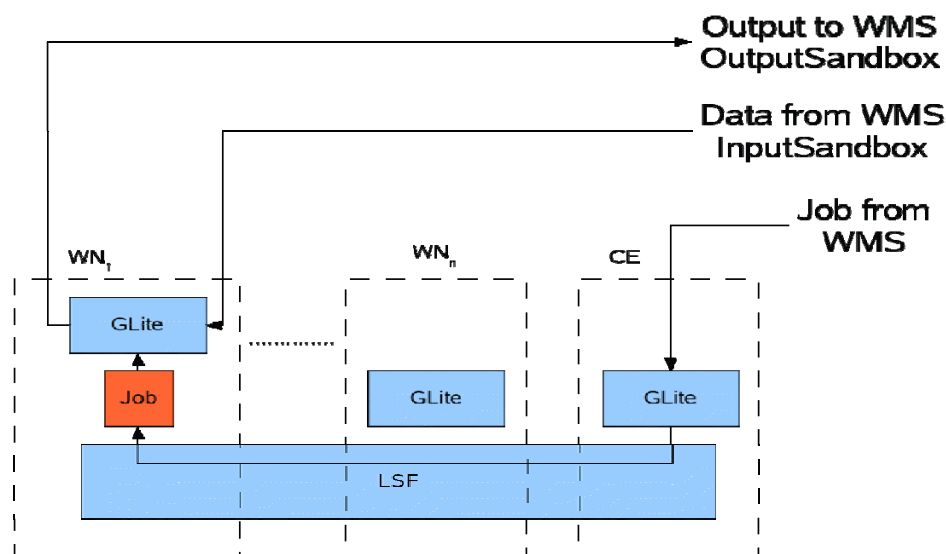 Output to WMS
OutputSandbox
Data from WMS
InputSandbox
Job from
WMS
WN1
WNn
CE
GLite
Job
GLite
GLite
LSF